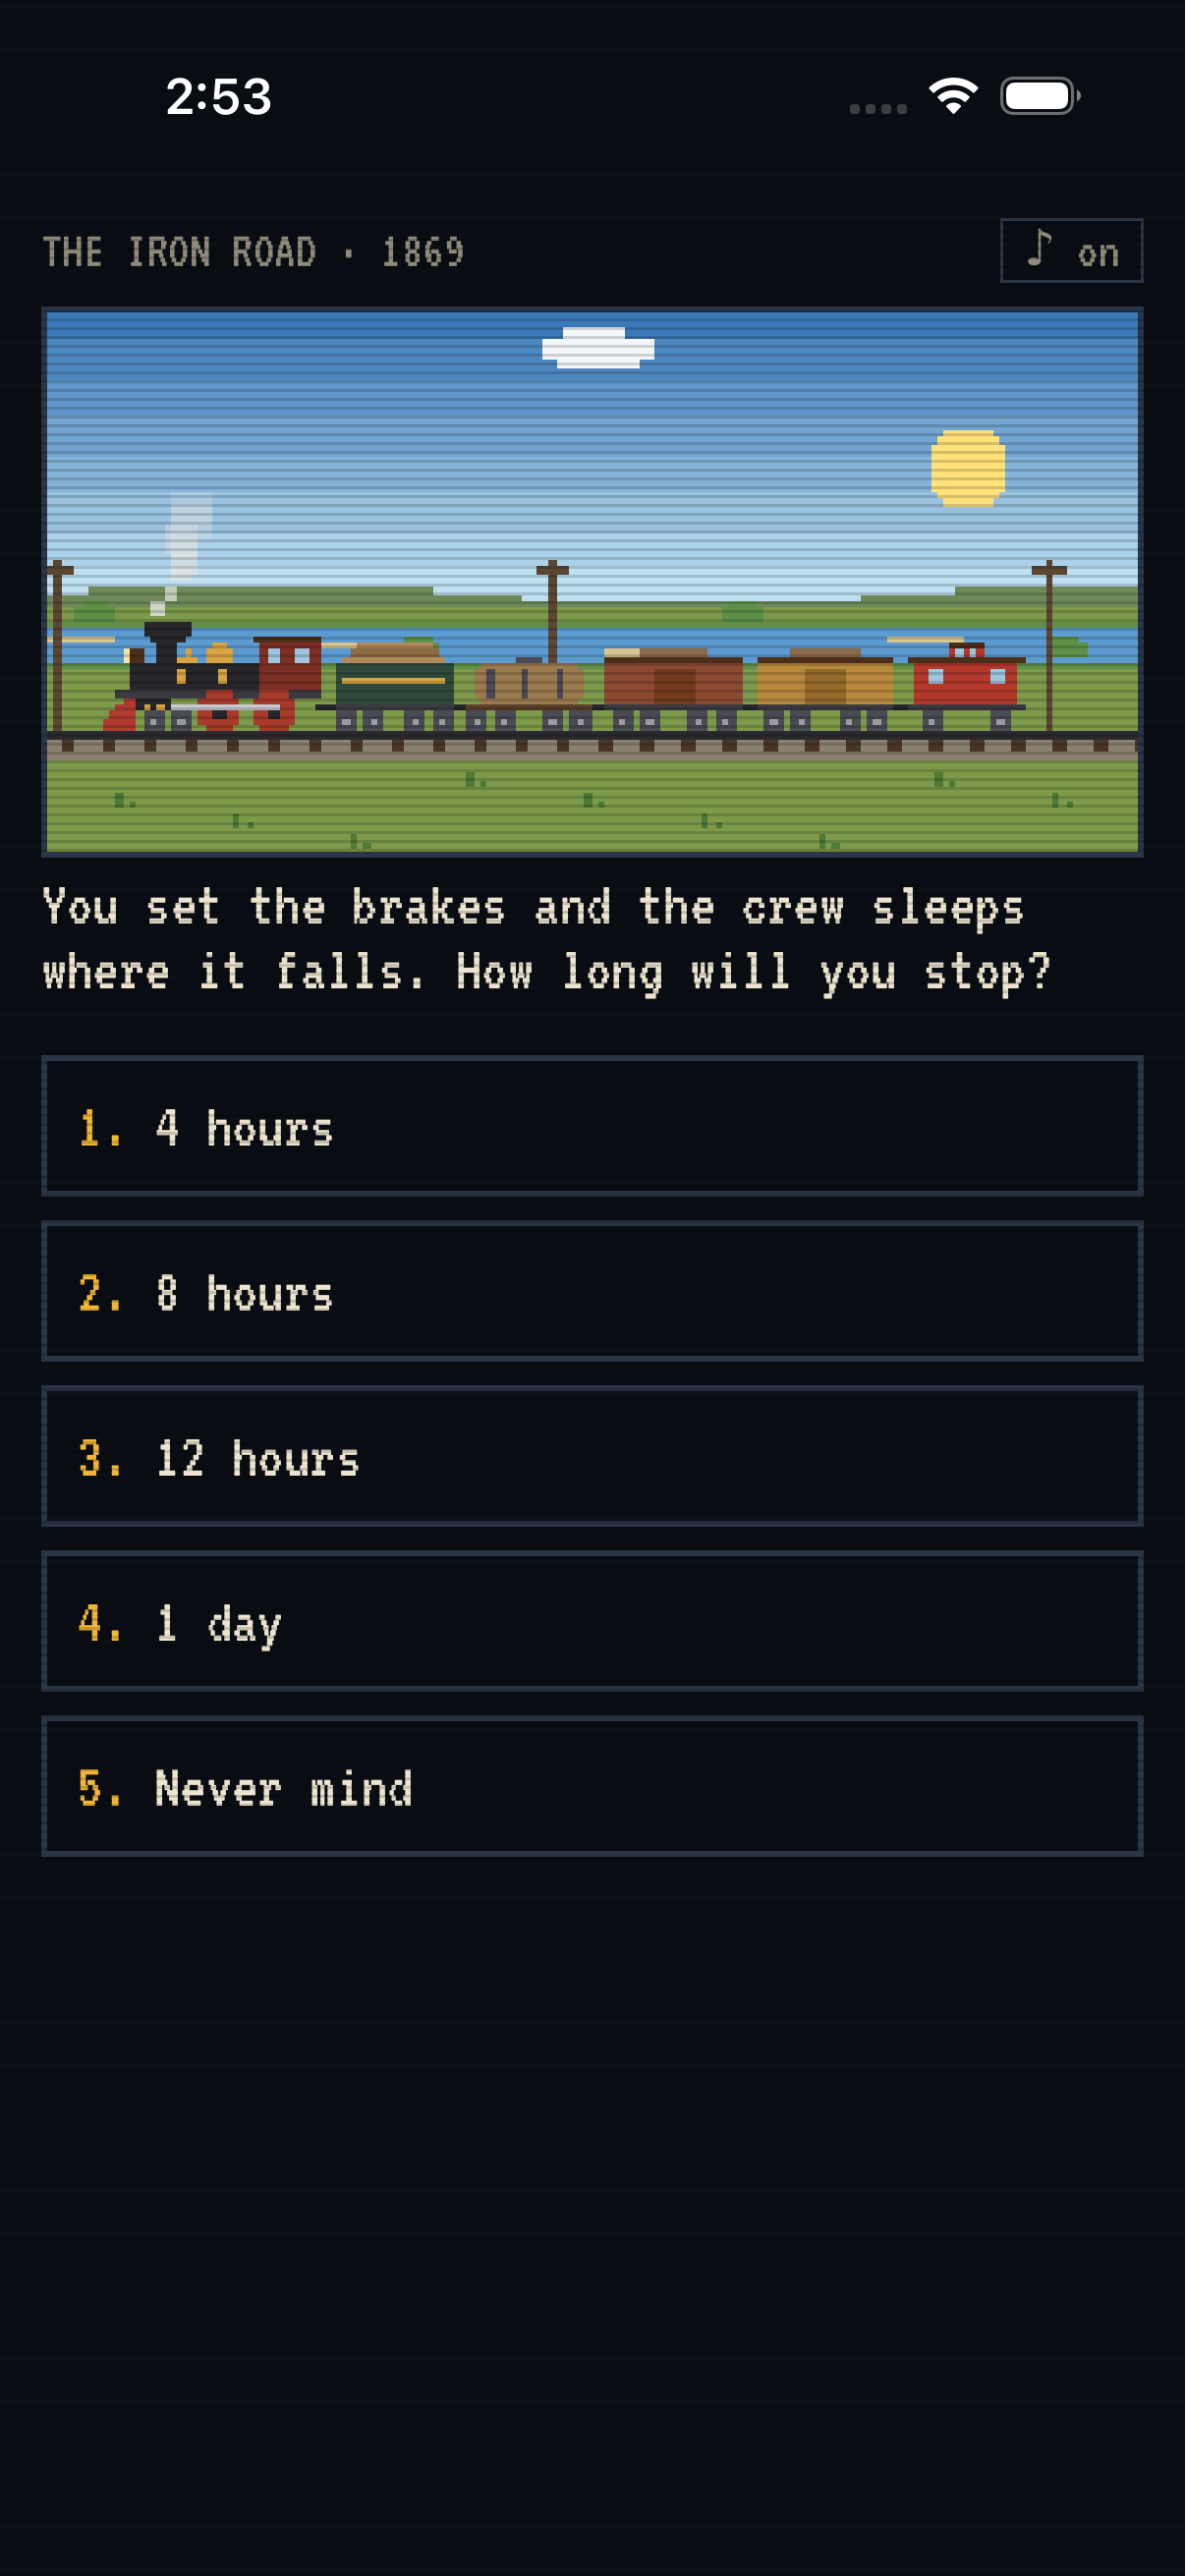 2:53
THE IRON ROAD · 1869
♪ on
You set the brakes and the crew sleeps
where it falls. How long will you stop?
1. 4 hours
2. 8 hours
3. 12 hours
4. 1 day
5. Never mind